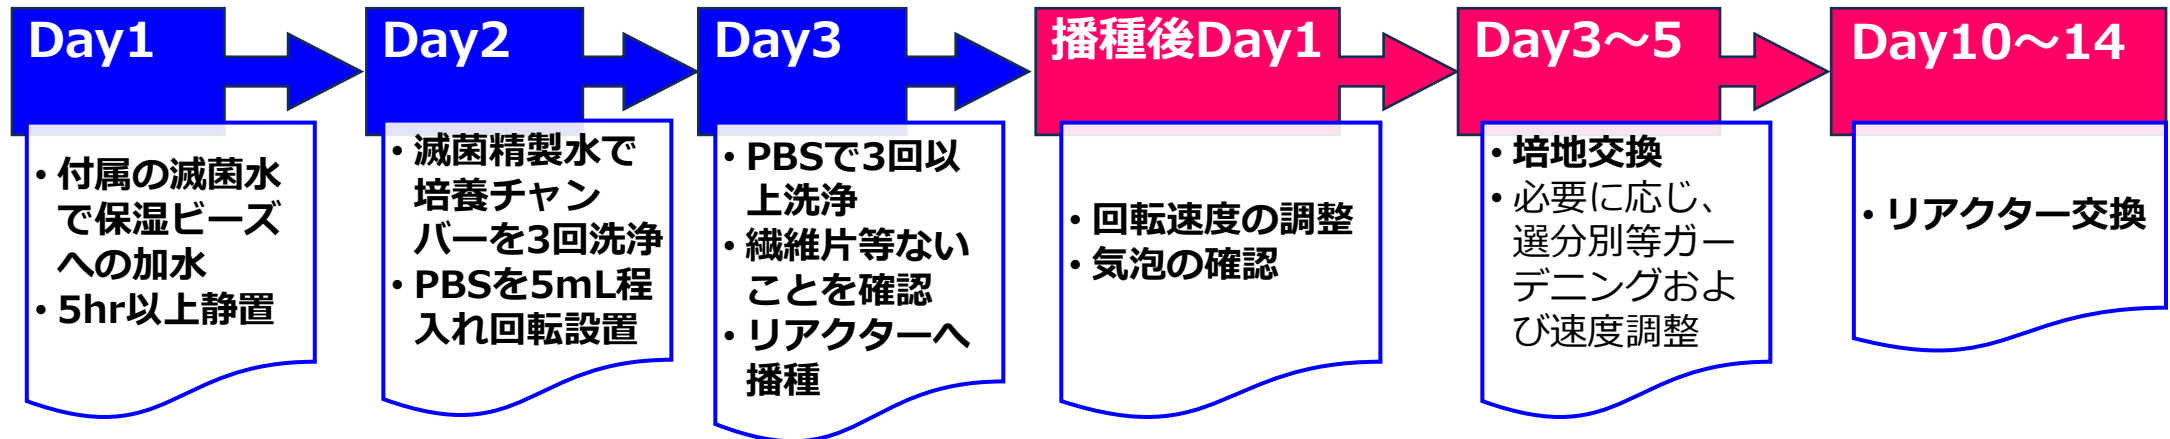 Day1
・付属の滅菌水
で保湿ビーズ
への加水
・5hr以上静置
Day2
・滅菌精製水で
培養チャン
バーを3回洗浄
・PBSを5mL程
入れ回転設置
Day3
・PBSで3回以
上洗浄
・繊維片等ない
ことを確認
・リアクターへ
播種
播種後Day1
・回転速度の調整
・気泡の確認
Day3～5
・培地交換
・必要に応じ、
選分別等ガー
デニングおよ
び速度調整
Day10～14
・リアクター交換